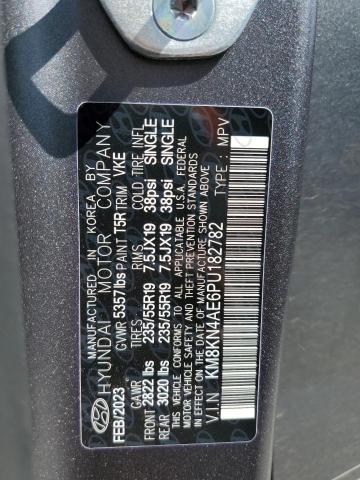 MANUFACTURED IN KOREA BY
HYUNDAI MOTOR COMPANY
FEB/2023 GVWR 5357 lbs PAINT T5R TRIM VKE
GAWR TIRES RIMS COLD TIRE INFL
FRONT 2822 lbs 235/55R19 7.5JX19 38psi SINGLE
REAR 3020 lbs 235/55R19 7.5JX19 38psi SINGLE
THIS VEHICLE CONFORMS TO ALL APPLICABLE U.S.A. FEDERAL
MOTOR VEHICLE SAFETY AND THEFT PREVENTION STANDARDS
IN EFFECT ON THE DATE OF MANUFACTURE SHOWN ABOVE.
V.I.N : KM8KN4AE6PU182782 TYPE : MPV